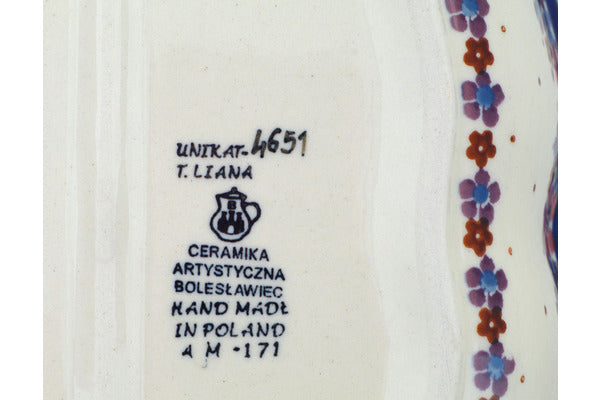 UNIKAT-4651
T. LIANA
B
CERAMIKA
ARTYSTYCZNA
BOLESŁAWIEC
HAND MADE
IN POLAND
A M -171